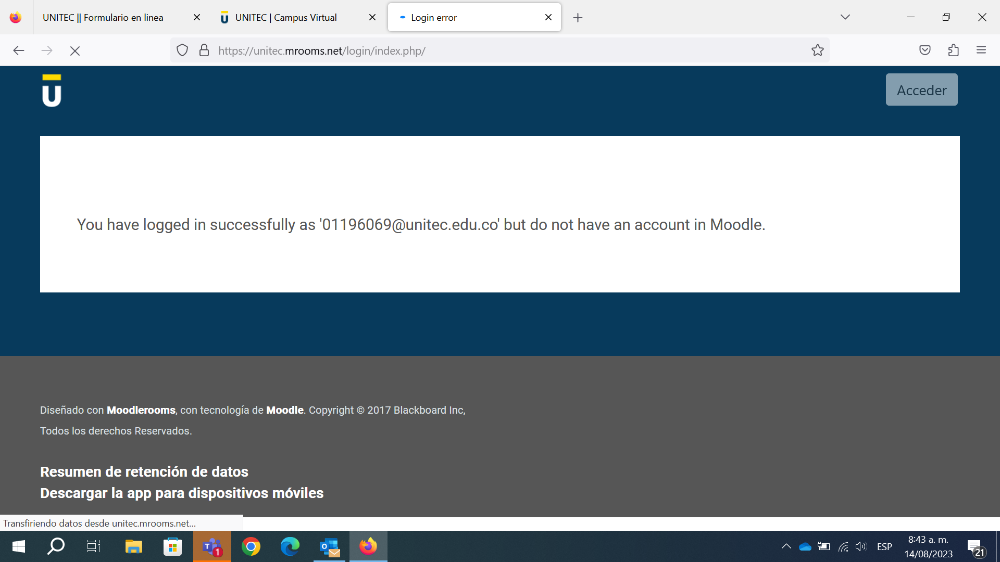 UNITEC || Formulario en linea
UNITEC | Campus Virtual
Login error
https://unitec.mrooms.net/login/index.php/
U
Acceder
You have logged in successfully as '01196069@unitec.edu.co' but do not have an account in Moodle.
Diseñado con Moodlerooms, con tecnología de Moodle. Copyright © 2017 Blackboard Inc,
Todos los derechos Reservados.
Resumen de retención de datos
Descargar la app para dispositivos móviles
Transfiriendo datos desde unitec.mrooms.net...
T 1
O
ESP
8:43 a. m.
14/08/2023
21